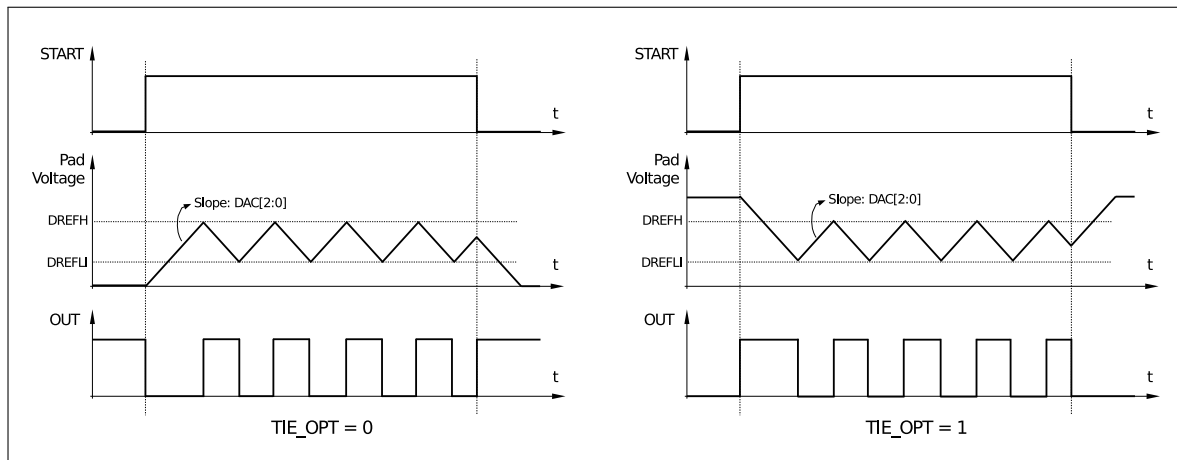 START
t
Pad
Voltage
Slope: DAC[2:0]
DREFH
DREFLI
t
OUT
t
TIE_OPT = 0
START
t
Pad
Voltage
Slope: DAC[2:0]
DREFH
DREFLI
t
OUT
t
TIE_OPT = 1